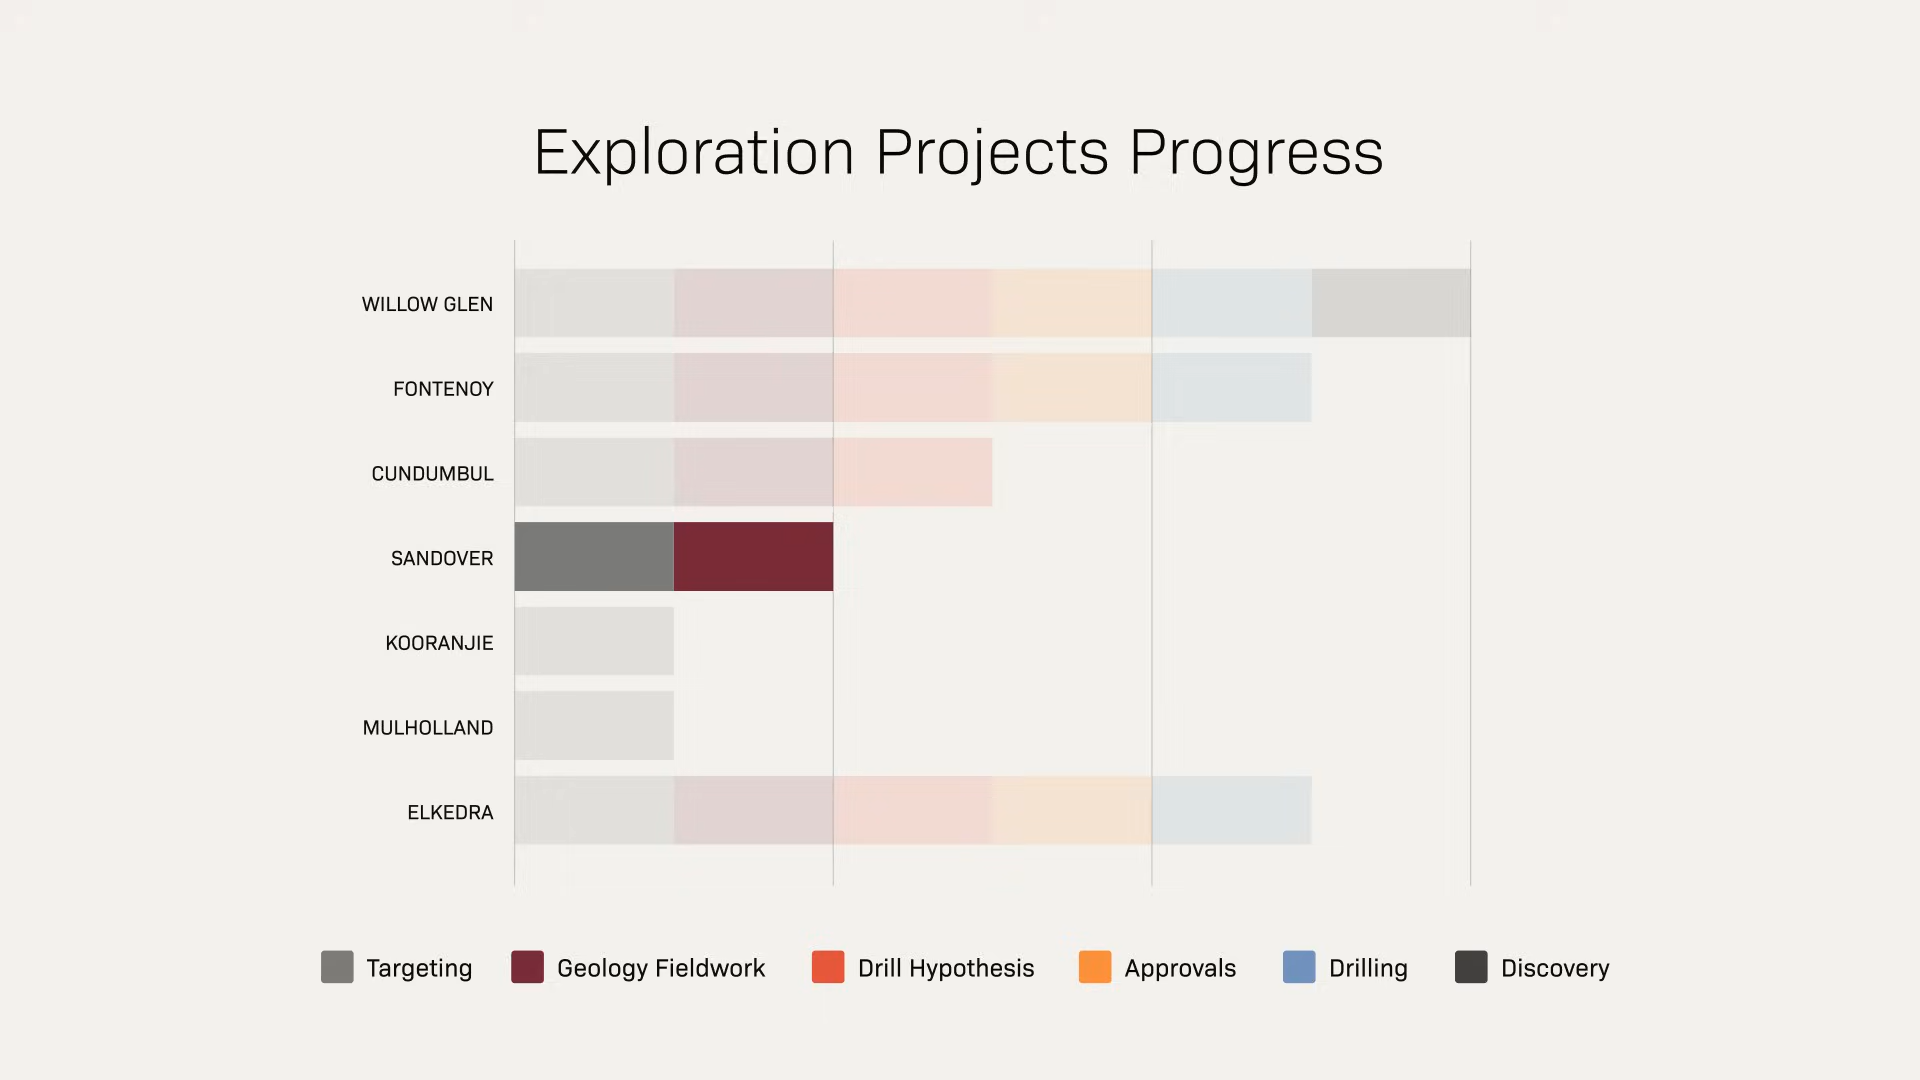 Exploration Projects Progress
WILLOW GLEN
FONTENOY
CUNDUMBUL
SANDOVER
KOORANJIE
MULHOLLAND
ELKEDRA
Targeting Geology Fieldwork Drill Hypothesis Approvals Drilling Discovery